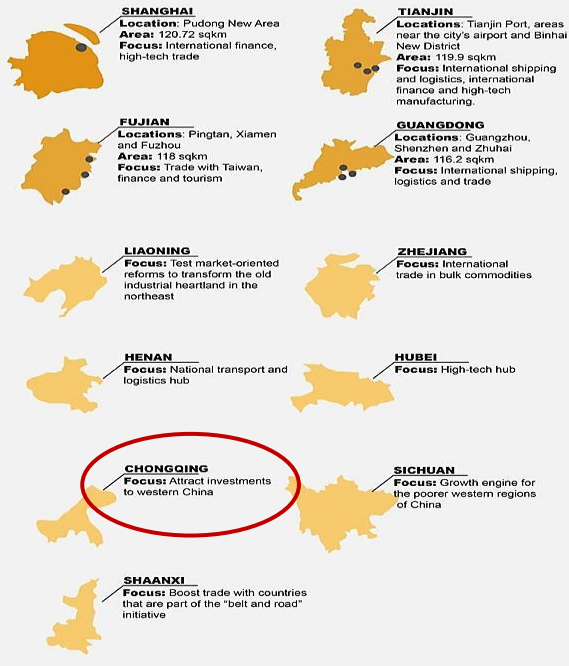 SHANGHAI
Location: Pudong New Area
Area: 120.72 sqkm
Focus: International finance,
high-tech trade
TIANJIN
Locations: Tianjin Port, areas
near the city's airport and Binhai
New District
Area: 119.9 sqkm
Focus: International shipping
and logistics, international
finance and high-tech
manufacturing.
FUJIAN
Locations: Pingtan, Xiamen
and Fuzhou
Area: 118 sqkm
Focus: Trade with Taiwan,
finance and tourism
GUANGDONG
Locations: Guangzhou,
Shenzhen and Zhuhai
Area: 116.2 sqkm
Focus: International shipping,
logistics and trade
LIAONING
Focus: Test market-oriented
reforms to transform the old
industrial heartland in the
northeast
ZHEJIANG
Focus: International
trade in bulk commodities
HENAN
Focus: National transport and
logistics hub
HUBEI
Focus: High-tech hub
CHONGQING
Focus: Attract investments
to western China
SICHUAN
Focus: Growth engine for
the poorer western regions
of China
SHAANXI
Focus: Boost trade with countries
that are part of the “belt and road”
initiative